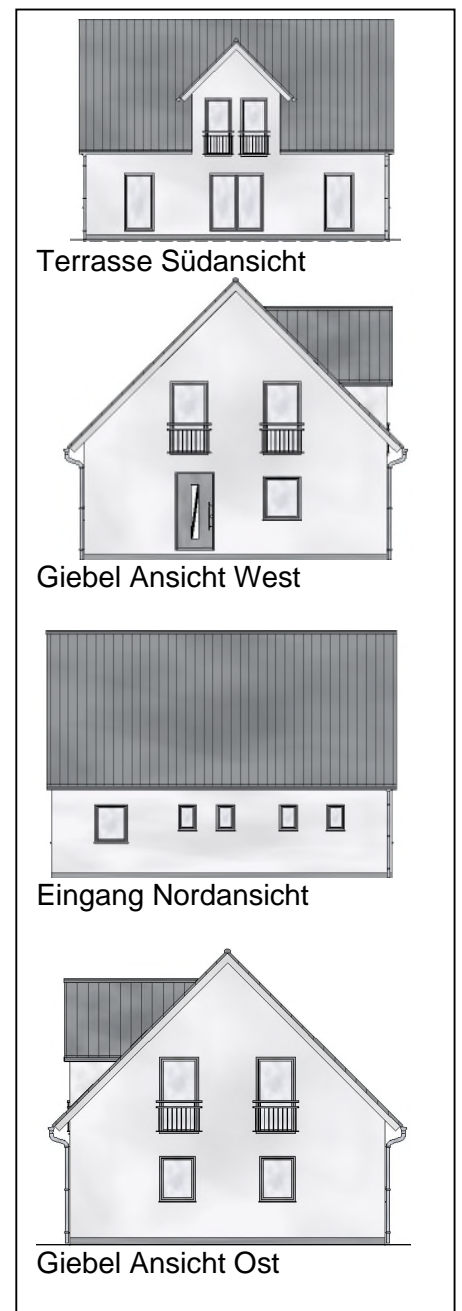 Terrasse Südansicht
Giebel Ansicht West
Eingang Nordansicht
Giebel Ansicht Ost